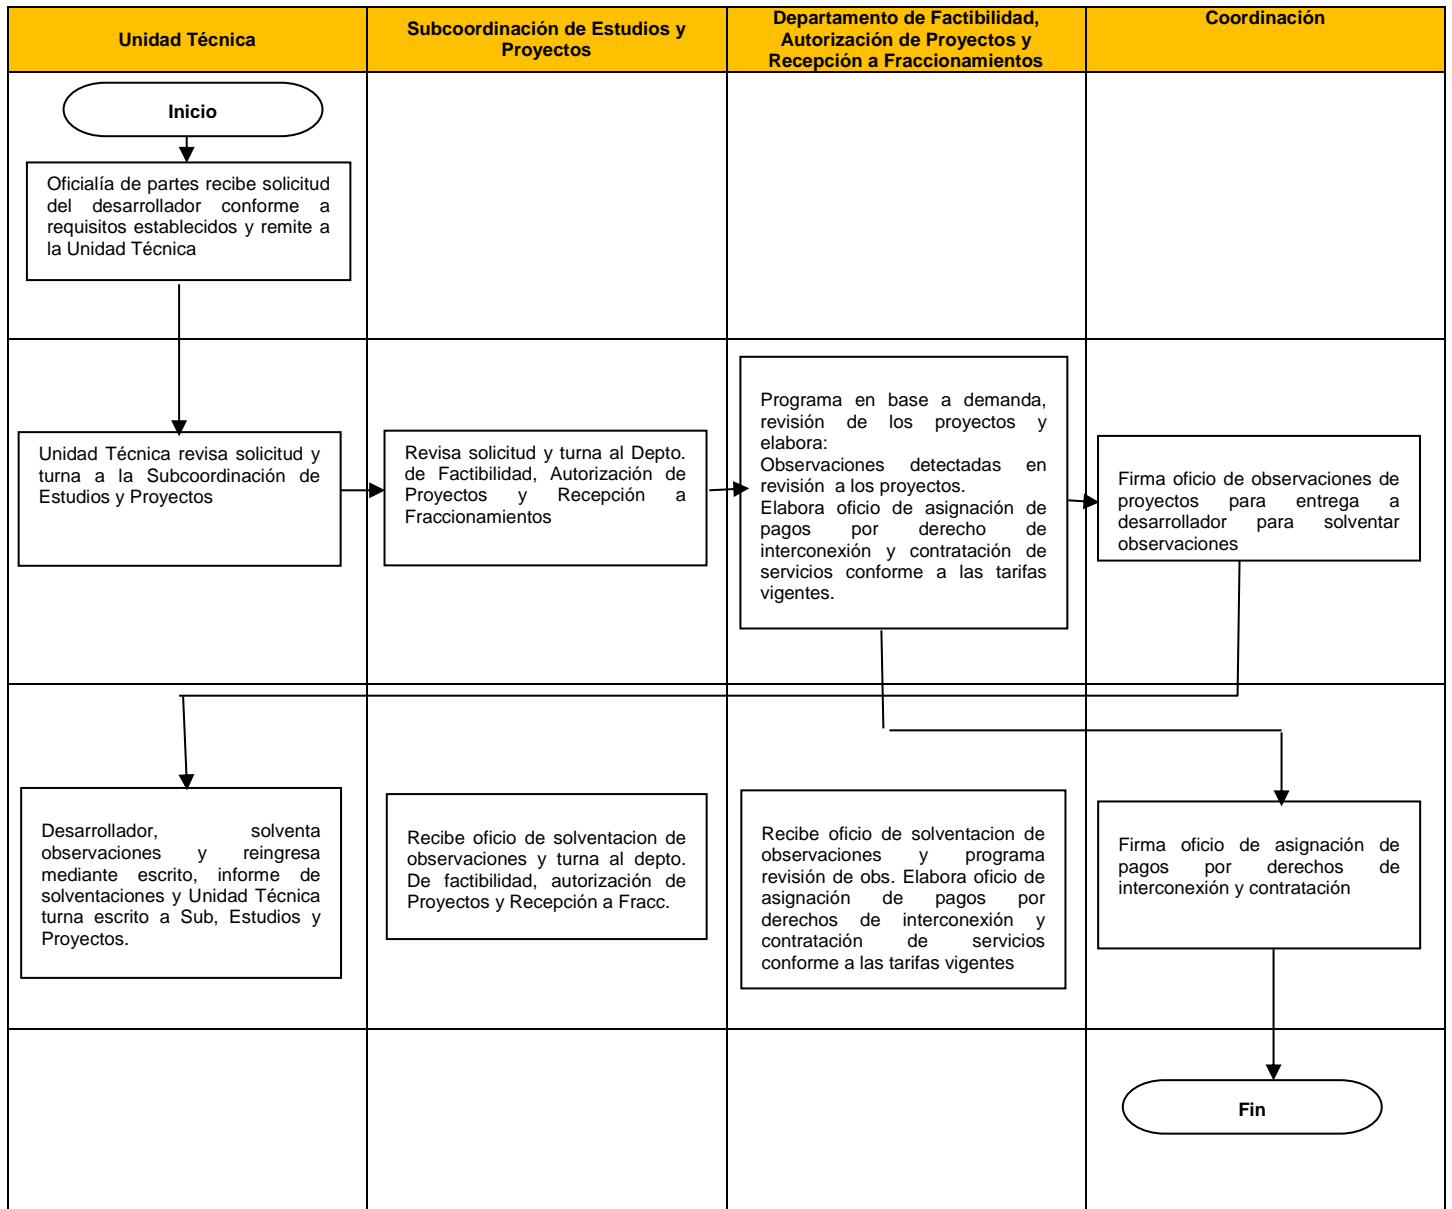 Unidad Técnica
Subcoordinación de Estudios y
Proyectos
Departamento de Factibilidad,
Autorización de Proyectos y
Recepción a Fraccionamientos
Coordinación
Inicio
Oficialía de partes recibe solicitud
del desarrollador conforme a
requisitos establecidos y remite a
la Unidad Técnica
Unidad Técnica revisa solicitud y
turna a la Subcoordinación de
Estudios y Proyectos
Revisa solicitud y turna al Depto.
de Factibilidad, Autorización de
Proyectos y Recepción a
Fraccionamientos
Programa en base a demanda,
revisión de los proyectos y
elabora:
Observaciones detectadas en
revisión a los proyectos.
Elabora oficio de asignación de
pagos por derecho de
interconexión y contratación de
servicios conforme a las tarifas
vigentes.
Firma oficio de observaciones de
proyectos para entrega a
desarrollador para solventar
observaciones
Desarrollador, solventa
observaciones y reingresa
mediante escrito, informe de
solventaciones y Unidad Técnica
turna escrito a Sub, Estudios y
Proyectos.
Recibe oficio de solventacion de
observaciones y turna al depto.
De factibilidad, autorización de
Proyectos y Recepción a Fracc.
Recibe oficio de solventacion de
observaciones y programa
revisión de obs. Elabora oficio de
asignación de pagos por
derechos de interconexión y
contratación de servicios
conforme a las tarifas vigentes
Firma oficio de asignación de
pagos por derechos de
interconexión y contratación
Fin